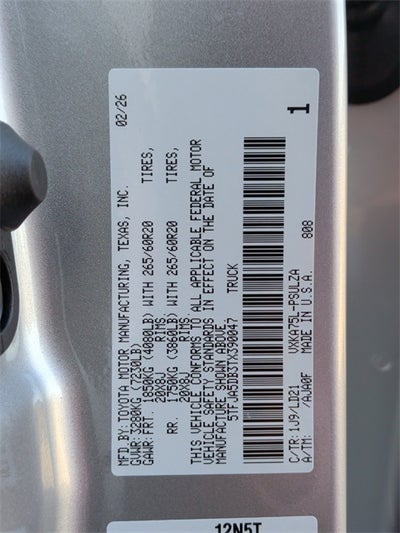 MFD.BY:TOYOTA MOTOR MANUFACTURING, TEXAS, INC. 02/26
GVWR:3280KG(7230LB)
GAWR:FRT. 1850KG(4080LB) WITH 265/60R20 TIRES,
20X8J RIMS,
RR. 1750KG(3860LB) WITH 265/60R20 TIRES,
20X8J RIMS
THIS VEHICLE CONFORMS TO ALL APPLICABLE FEDERAL MOTOR
VEHICLE SAFETY STANDARDS IN EFFECT ON THE DATE OF
MANUFACTURE SHOWN ABOVE.
5TFJA5DB3TX390047 TRUCK
1
808
C/TR:1J9/LD21 VXKA75L-PSULZA
A/TM: /AJA0F MADE IN U.S.A.
12N5T